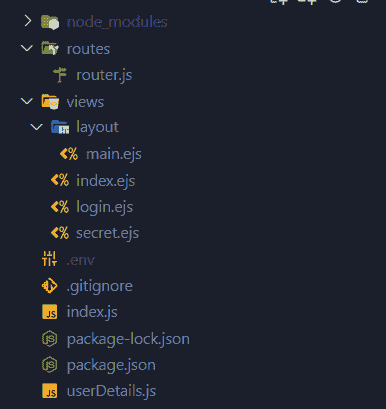 node_modules
routes
router.js
views
layout
main.ejs
index.ejs
login.ejs
secret.ejs
.env
.gitignore
index.js
package-lock.json
package.json
userDetails.js